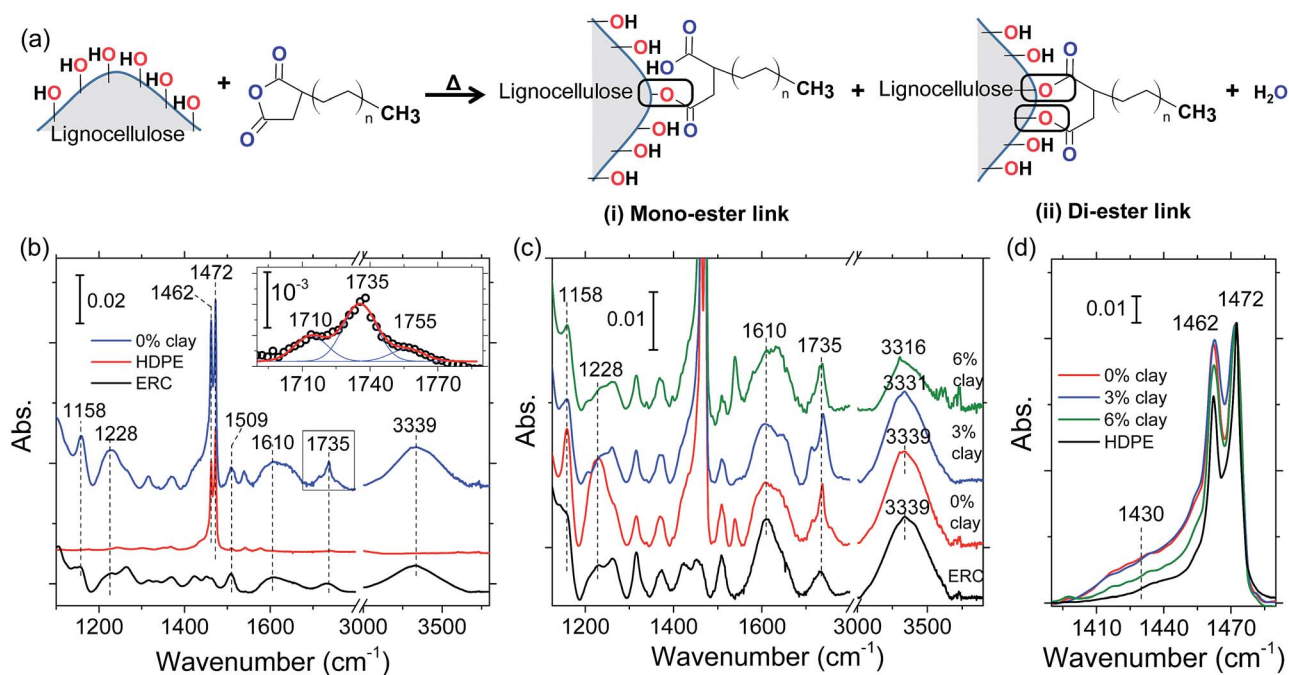 (a)
HO HO HO HO HO HO
Lignocellulose
+
O O O
n
CH3
Δ
OH
OH
O
HO
Lignocellulose O
n
CH3
O
OH
OH
OH
(i) Mono-ester link
+
OH
OH
O
Lignocellulose O
O
n
CH3
O
OH
OH
(ii) Di-ester link
+ H2O
(b)
0.02
1472
1462
0% clay
HDPE
ERC
10-3
1735
1710
1755
1710 1740 1770
1158
1228
1509
1610
1735
3339
Abs.
1200 1400 1600 3000 3500
Wavenumber (cm-1)
(c)
0.01
1158
1228
1610
1735
3316
6% clay
3331
3% clay
3339
0% clay
3339
ERC
Abs.
1200 1400 1600 3000 3500
Wavenumber (cm-1)
(d)
0.01
1472
1462
0% clay
3% clay
6% clay
HDPE
1430
Abs.
1410 1440 1470
Wavenumber (cm-1)